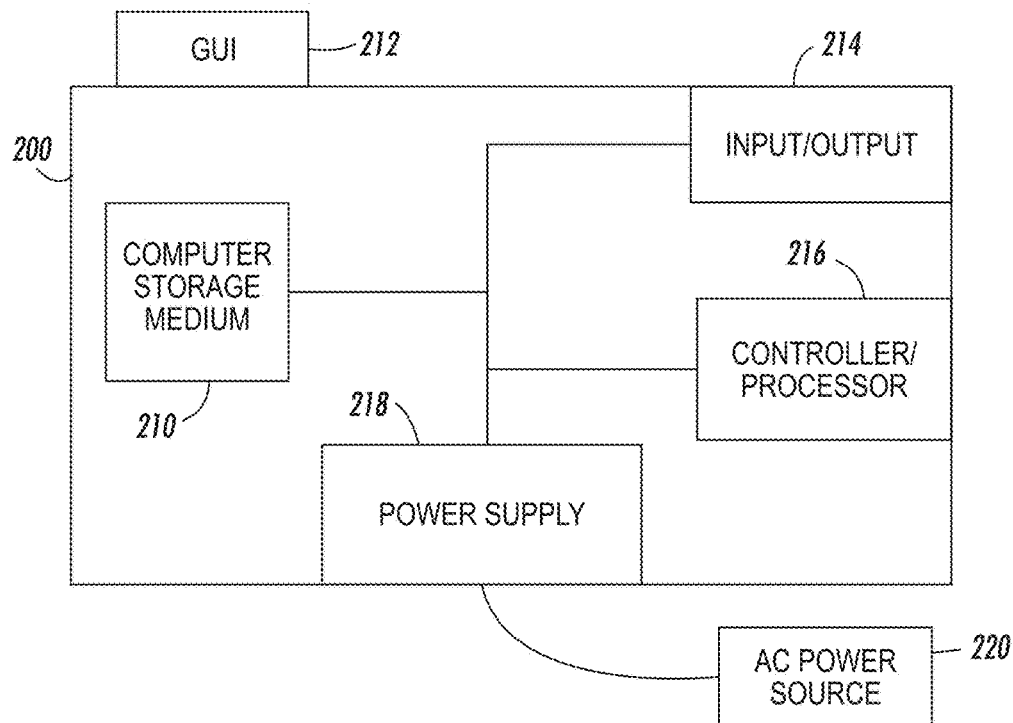 GUI
212
214
INPUT/OUTPUT
200
COMPUTER
STORAGE
MEDIUM
210
216
CONTROLLER/
PROCESSOR
218
POWER SUPPLY
AC POWER
SOURCE
220